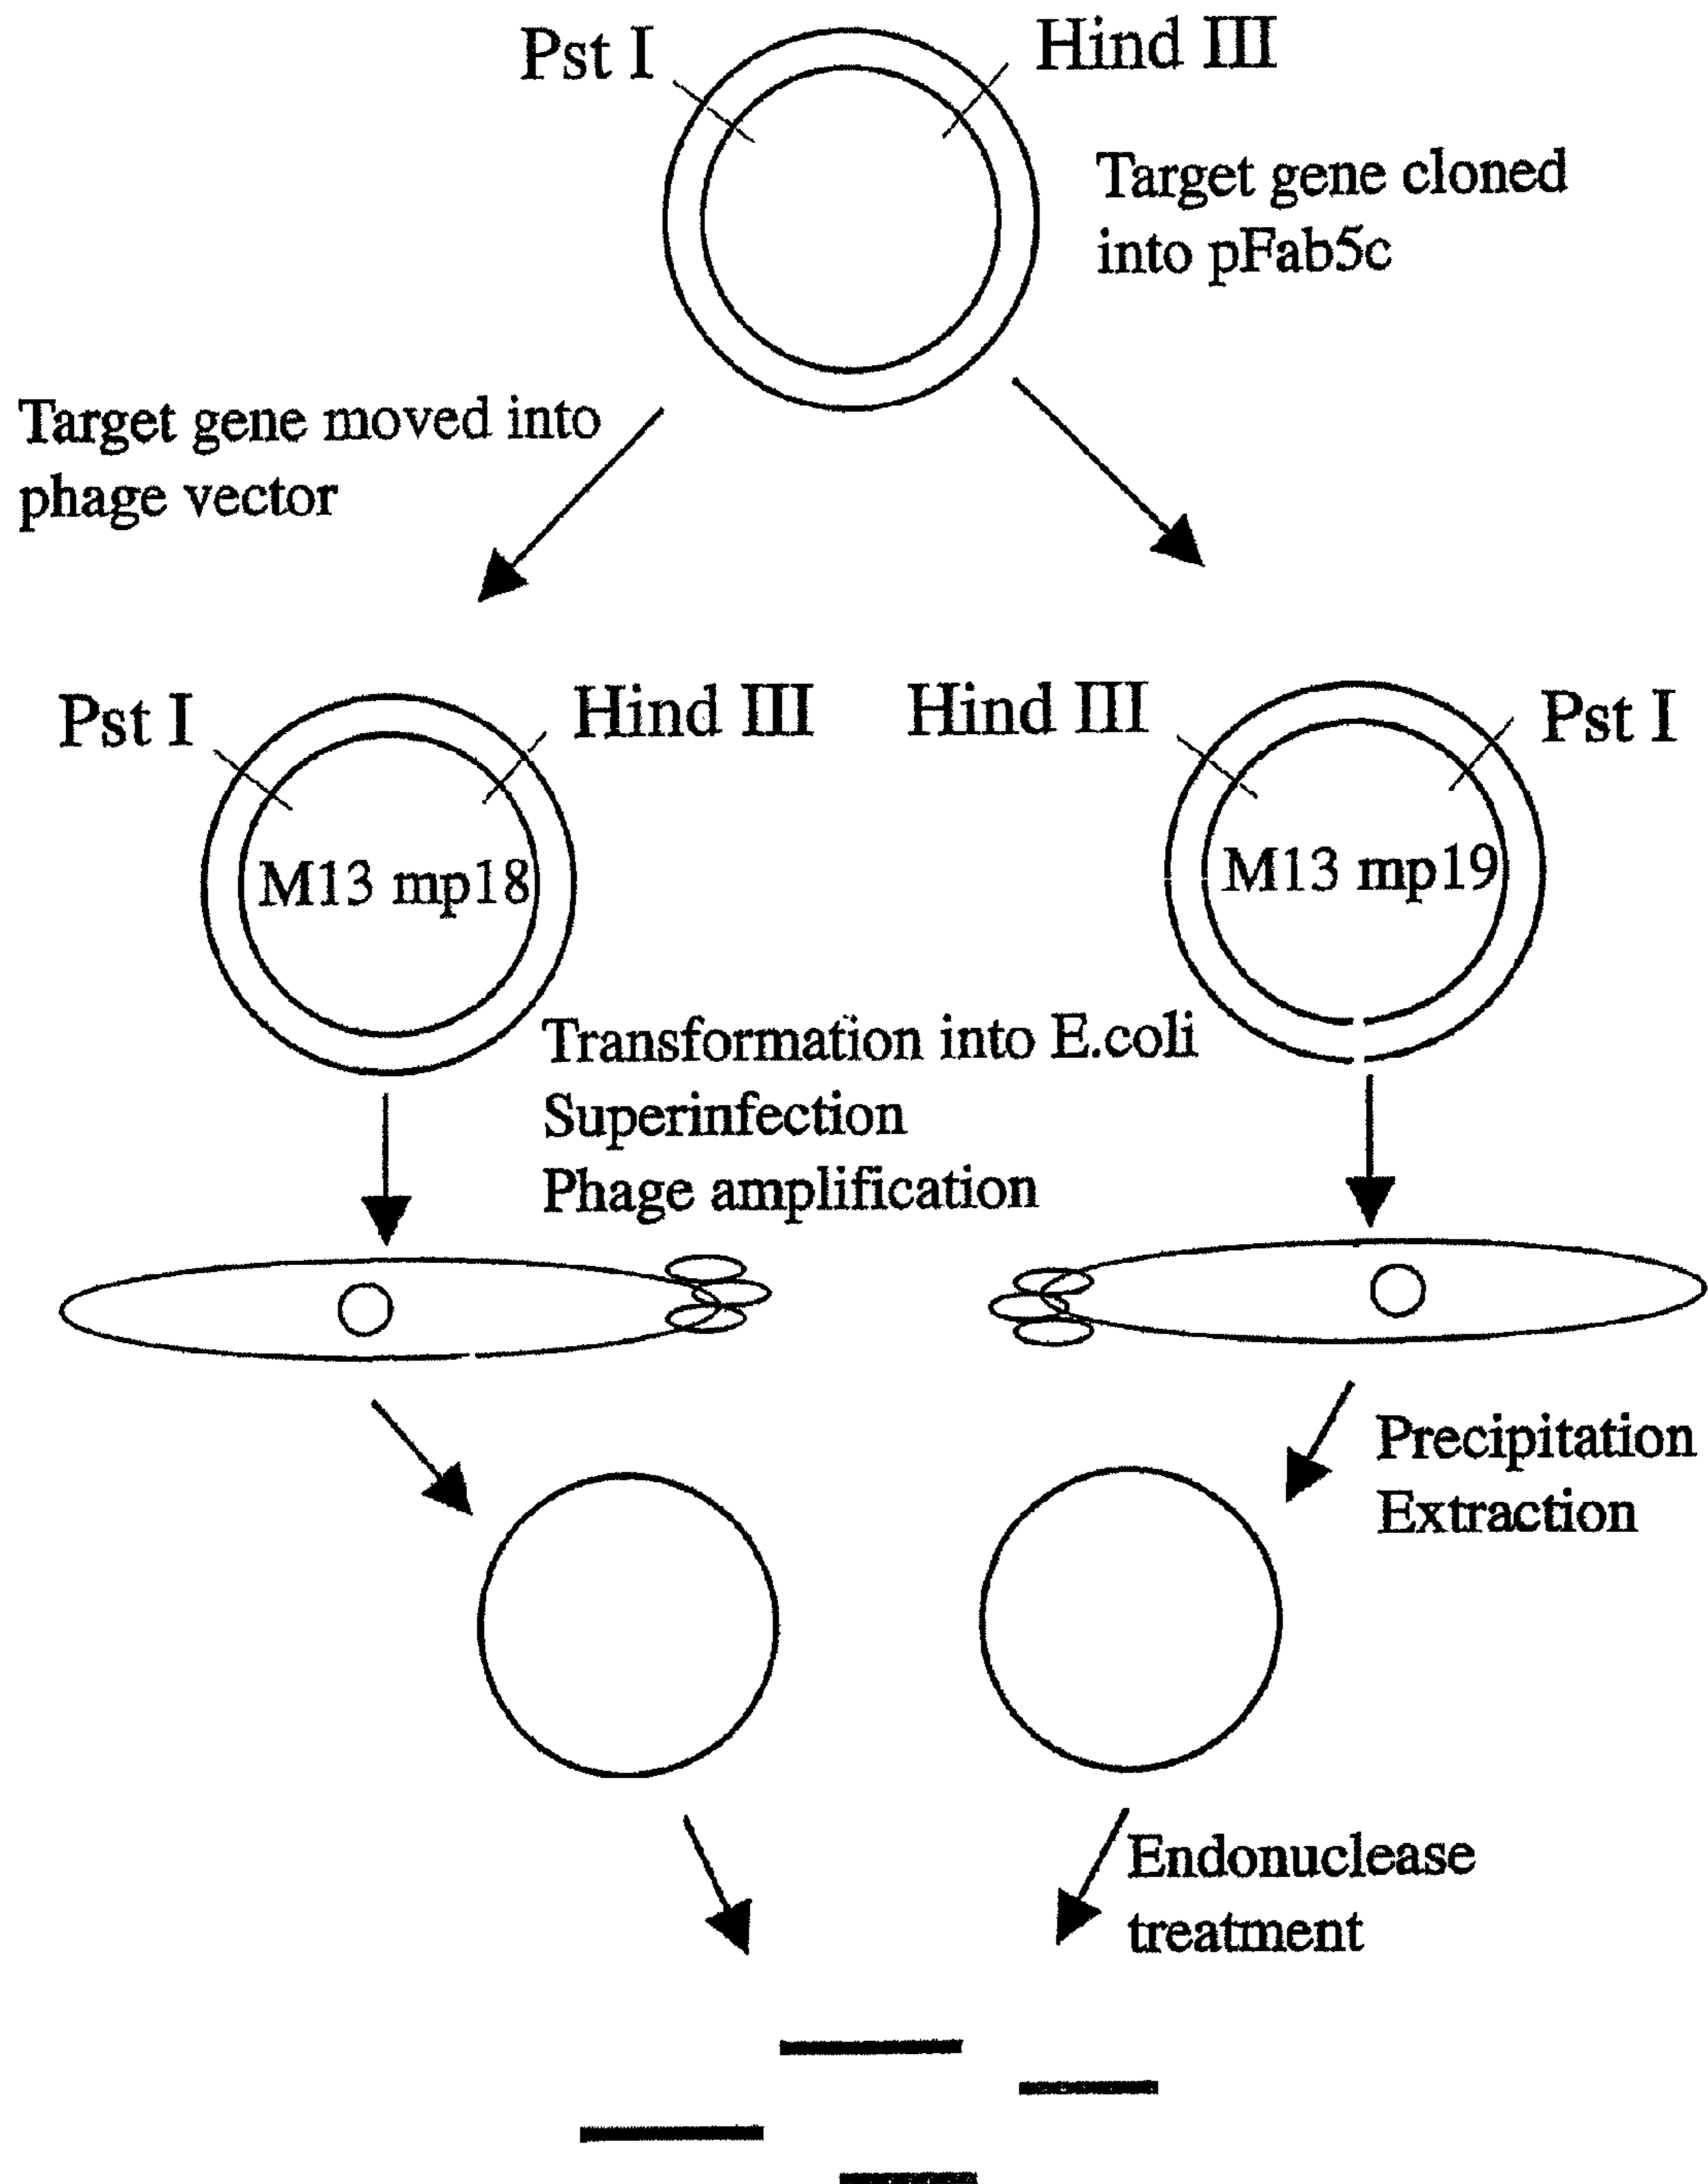 Pst I
Hind III
Target gene cloned
into pFab5c
Target gene moved into
phage vector
Pst I
Hind III
Hind III
Pst I
M13 mp18
M13 mp19
Transformation into E.coli
Superinfection
Phage amplification
Precipitation
Extraction
Endonuclease
treatment